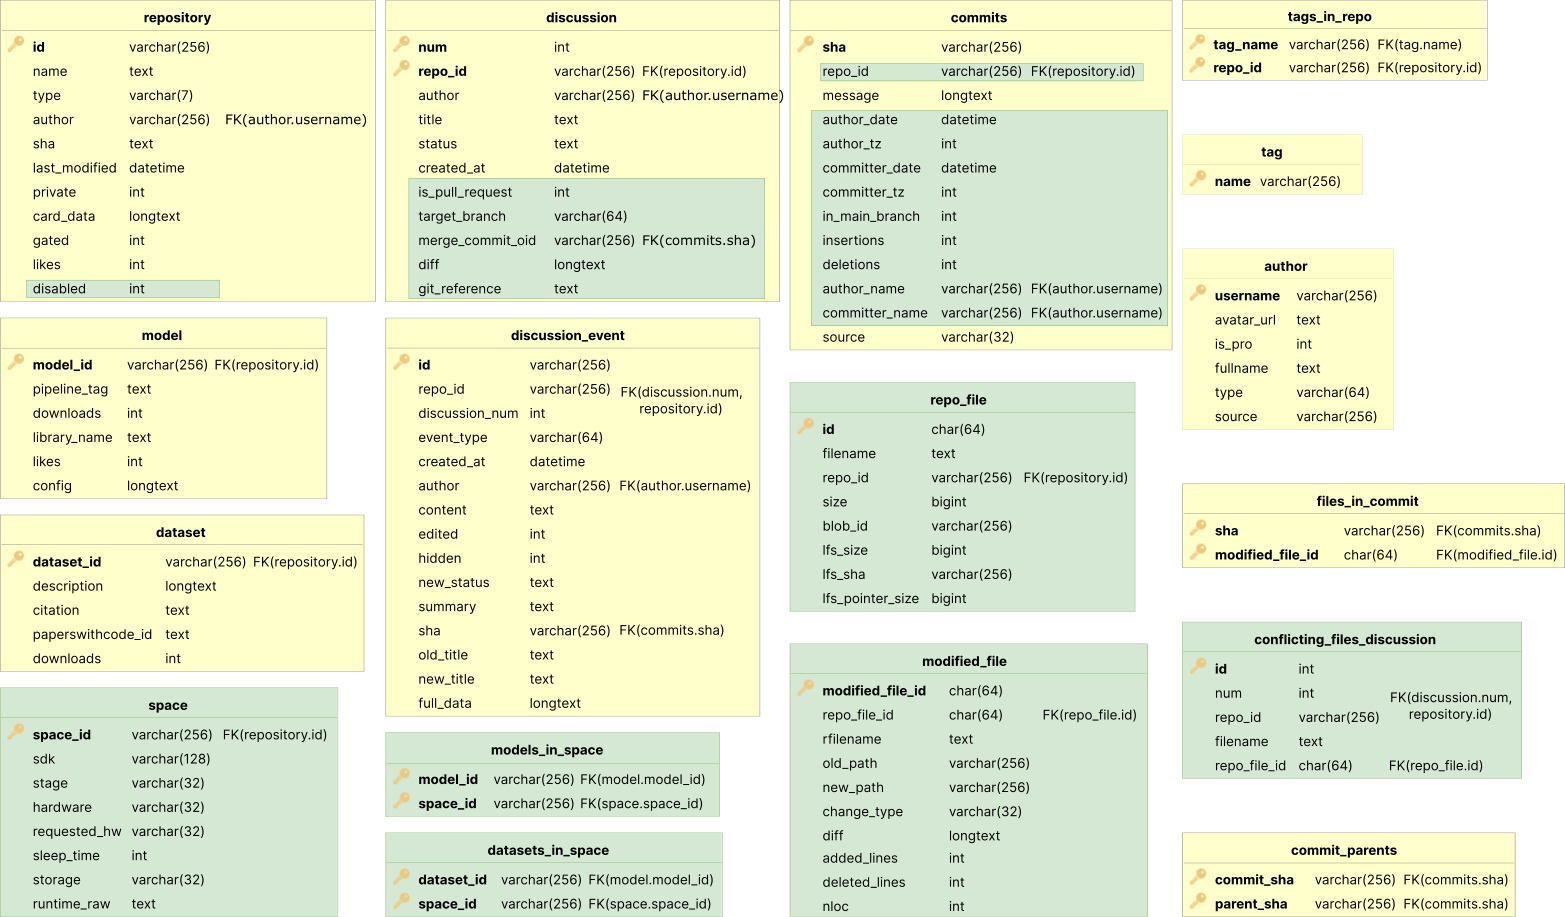 repository
id varchar(256)
name text
type varchar(7)
author varchar(256) FK(author.username)
sha text
last_modified datetime
private int
card_data longtext
gated int
likes int
disabled int
model
model_id varchar(256) FK(repository.id)
pipeline_tag text
downloads int
library_name text
likes int
config longtext
dataset
dataset_id varchar(256) FK(repository.id)
description longtext
citation text
paperswithcode_id text
downloads int
space
space_id varchar(256) FK(repository.id)
sdk varchar(128)
stage varchar(32)
hardware varchar(32)
requested_hw varchar(32)
sleep_time int
storage varchar(32)
runtime_raw text
discussion
num int
repo_id varchar(256) FK(repository.id)
author varchar(256) FK(author.username)
title text
status text
created_at datetime
is_pull_request int
target_branch varchar(64)
merge_commit_oid varchar(256) FK(commits.sha)
diff longtext
git_reference text
discussion_event
id varchar(256)
repo_id varchar(256) FK(discussion.num,
discussion_num int repository.id)
event_type varchar(64)
created_at datetime
author varchar(256) FK(author.username)
content text
edited int
hidden int
new_status text
summary text
sha varchar(256) FK(commits.sha)
old_title text
new_title text
full_data longtext
models_in_space
model_id varchar(256) FK(model.model_id)
space_id varchar(256) FK(space.space_id)
datasets_in_space
dataset_id varchar(256) FK(model.model_id)
space_id varchar(256) FK(space.space_id)
commits
sha varchar(256)
repo_id varchar(256) FK(repository.id)
message longtext
author_date datetime
author_tz int
committer_date datetime
committer_tz int
in_main_branch int
insertions int
deletions int
author_name varchar(256) FK(author.username)
committer_name varchar(256) FK(author.username)
source varchar(32)
repo_file
id char(64)
filename text
repo_id varchar(256) FK(repository.id)
size bigint
blob_id varchar(256)
lfs_size bigint
lfs_sha varchar(256)
lfs_pointer_size bigint
modified_file
modified_file_id char(64)
repo_file_id char(64) FK(repo_file.id)
rfilename text
old_path varchar(256)
new_path varchar(256)
change_type varchar(32)
diff longtext
added_lines int
deleted_lines int
nloc int
tags_in_repo
tag_name varchar(256) FK(tag.name)
repo_id varchar(256) FK(repository.id)
tag
name varchar(256)
author
username varchar(256)
avatar_url text
is_pro int
fullname text
type varchar(64)
source varchar(256)
files_in_commit
sha varchar(256) FK(commits.sha)
modified_file_id char(64) FK(modified_file.id)
conflicting_files_discussion
id int
num int FK(discussion.num,
repo_id varchar(256) repository.id)
filename text
repo_file_id char(64) FK(repo_file.id)
commit_parents
commit_sha varchar(256) FK(commits.sha)
parent_sha varchar(256) FK(commits.sha)